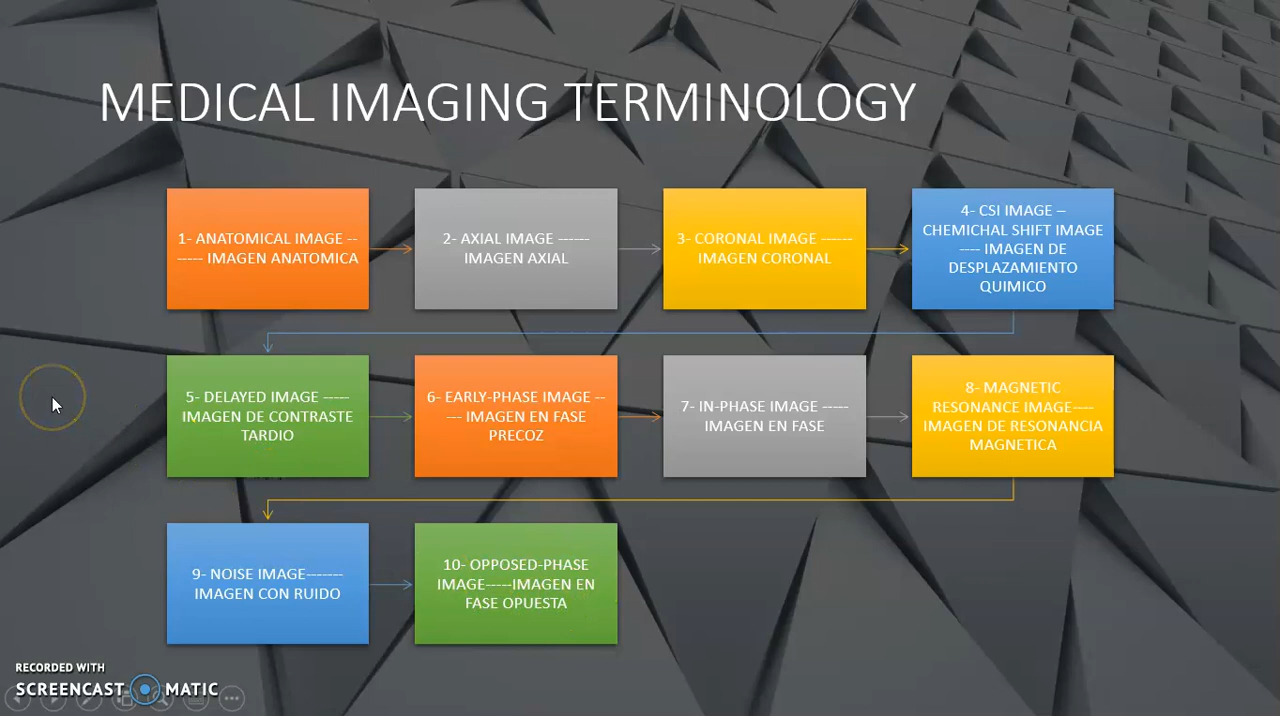 MEDICAL IMAGING TERMINOLOGY
1- ANATOMICAL IMAGE --
----- IMAGEN ANATOMICA
2- AXIAL IMAGE ------
IMAGEN AXIAL
3- CORONAL IMAGE ------
IMAGEN CORONAL
4- CSI IMAGE –
CHEMICHAL SHIFT IMAGE
---- IMAGEN DE
DESPLAZAMIENTO
QUIMICO
5- DELAYED IMAGE -----
IMAGEN DE CONTRASTE
TARDIO
6- EARLY-PHASE IMAGE --
--- IMAGEN EN FASE
PRECOZ
7- IN-PHASE IMAGE -----
IMAGEN EN FASE
8- MAGNETIC
RESONANCE IMAGE-----
IMAGEN DE RESONANCIA
MAGNETICA
9- NOISE IMAGE-------
IMAGEN CON RUIDO
10- OPPOSED-PHASE
IMAGE-----IMAGEN EN
FASE OPUESTA
RECORDED WITH
SCREENCAST MATIC